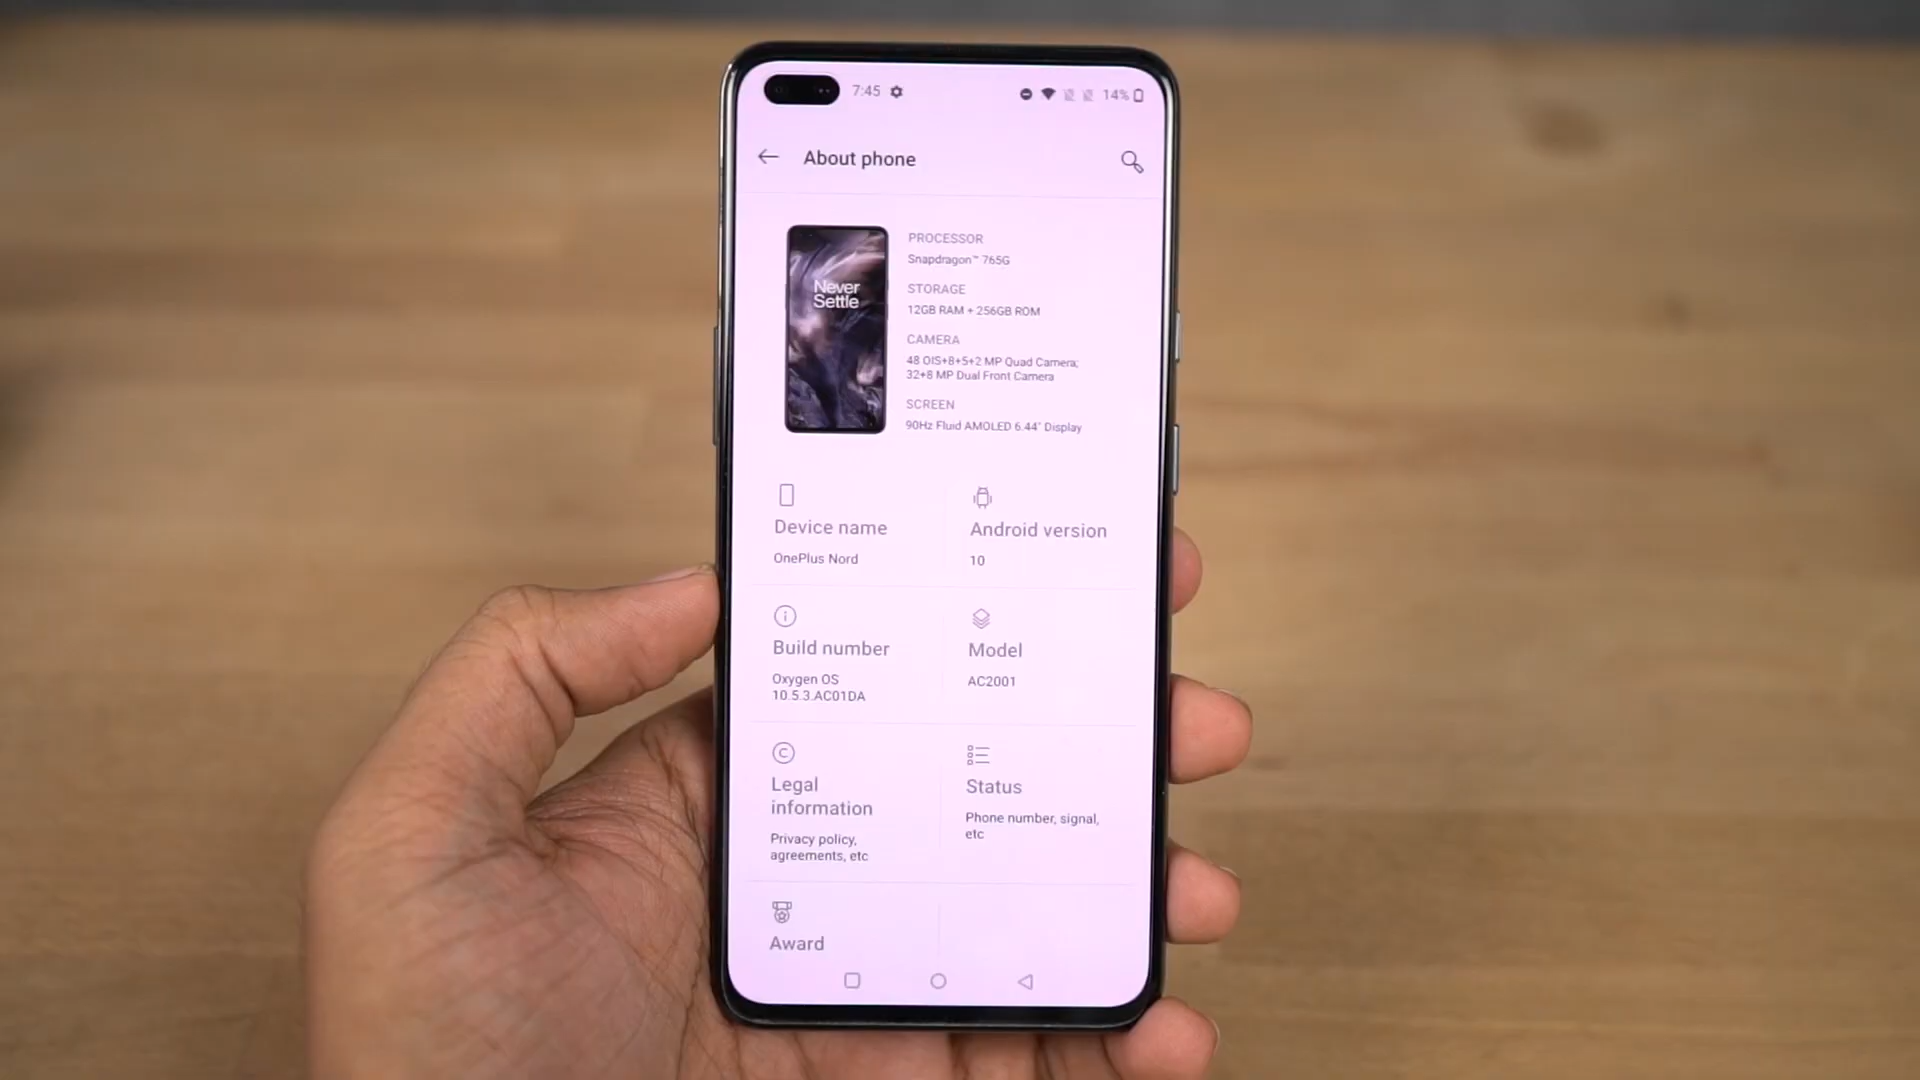 7:45
14%
About phone
PROCESSOR
Snapdragon™ 765G
STORAGE
12GB RAM + 256GB ROM
CAMERA
48 OIS+8+5+2 MP Quad Camera;
32+8 MP Dual Front Camera
SCREEN
90Hz Fluid AMOLED 6.44" Display
Never
Settle
Device name
OnePlus Nord
Android version
10
Build number
Oxygen OS
10.5.3.AC01DA
Model
AC2001
Legal
information
Privacy policy,
agreements, etc
Status
Phone number, signal,
etc
Award